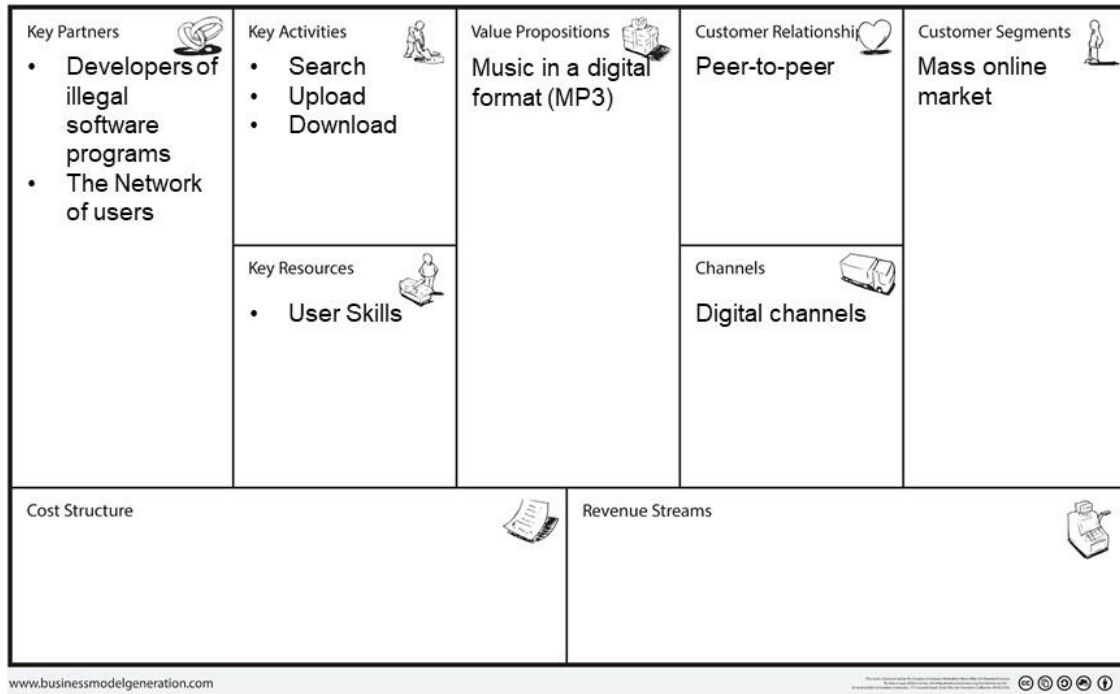 Key Partners
• Developers of
illegal
software
programs
• The Network
of users
Key Activities
• Search
• Upload
• Download
Key Resources
• User Skills
Value Propositions
Music in a digital
format (MP3)
Customer Relationship
Peer-to-peer
Channels
Digital channels
Customer Segments
Mass online
market
Cost Structure
Revenue Streams
www.businessmodelgeneration.com